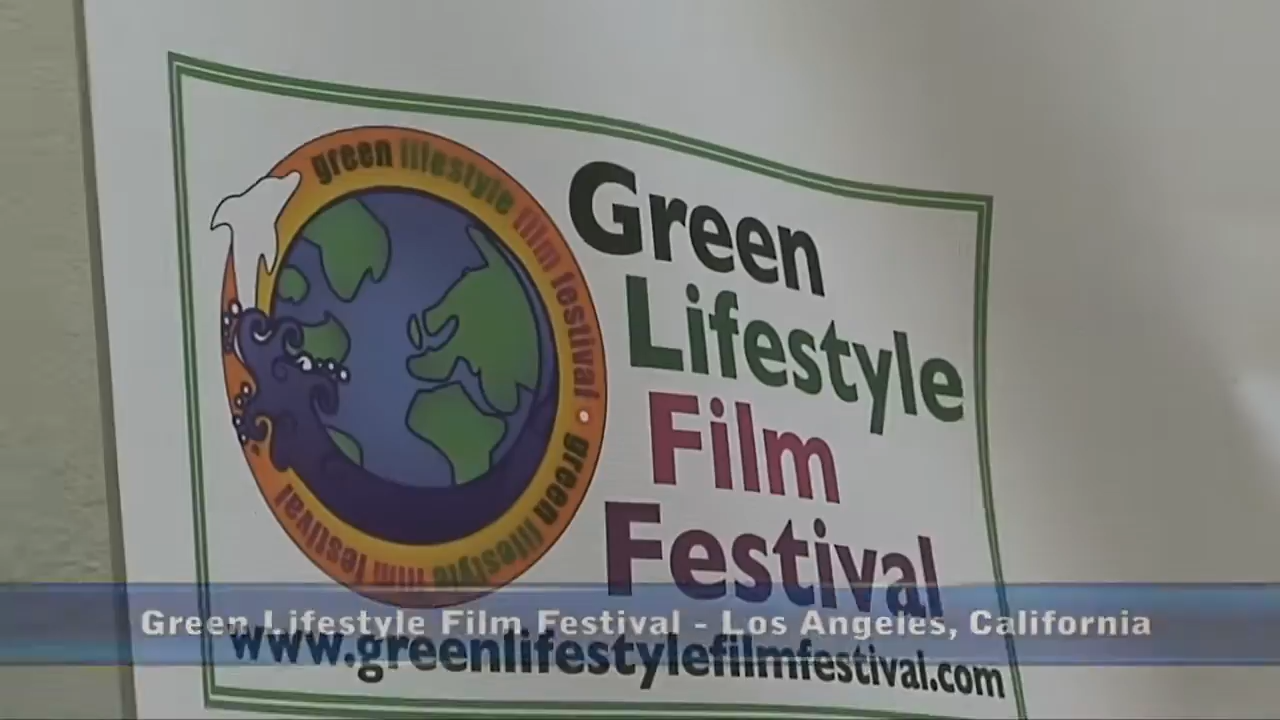 green lifestyle film festival • green lifestyle film festival
Green
Lifestyle
Film
Festival
Green Lifestyle Film Festival - Los Angeles, California
www.greenlifestylefilmfestival.com